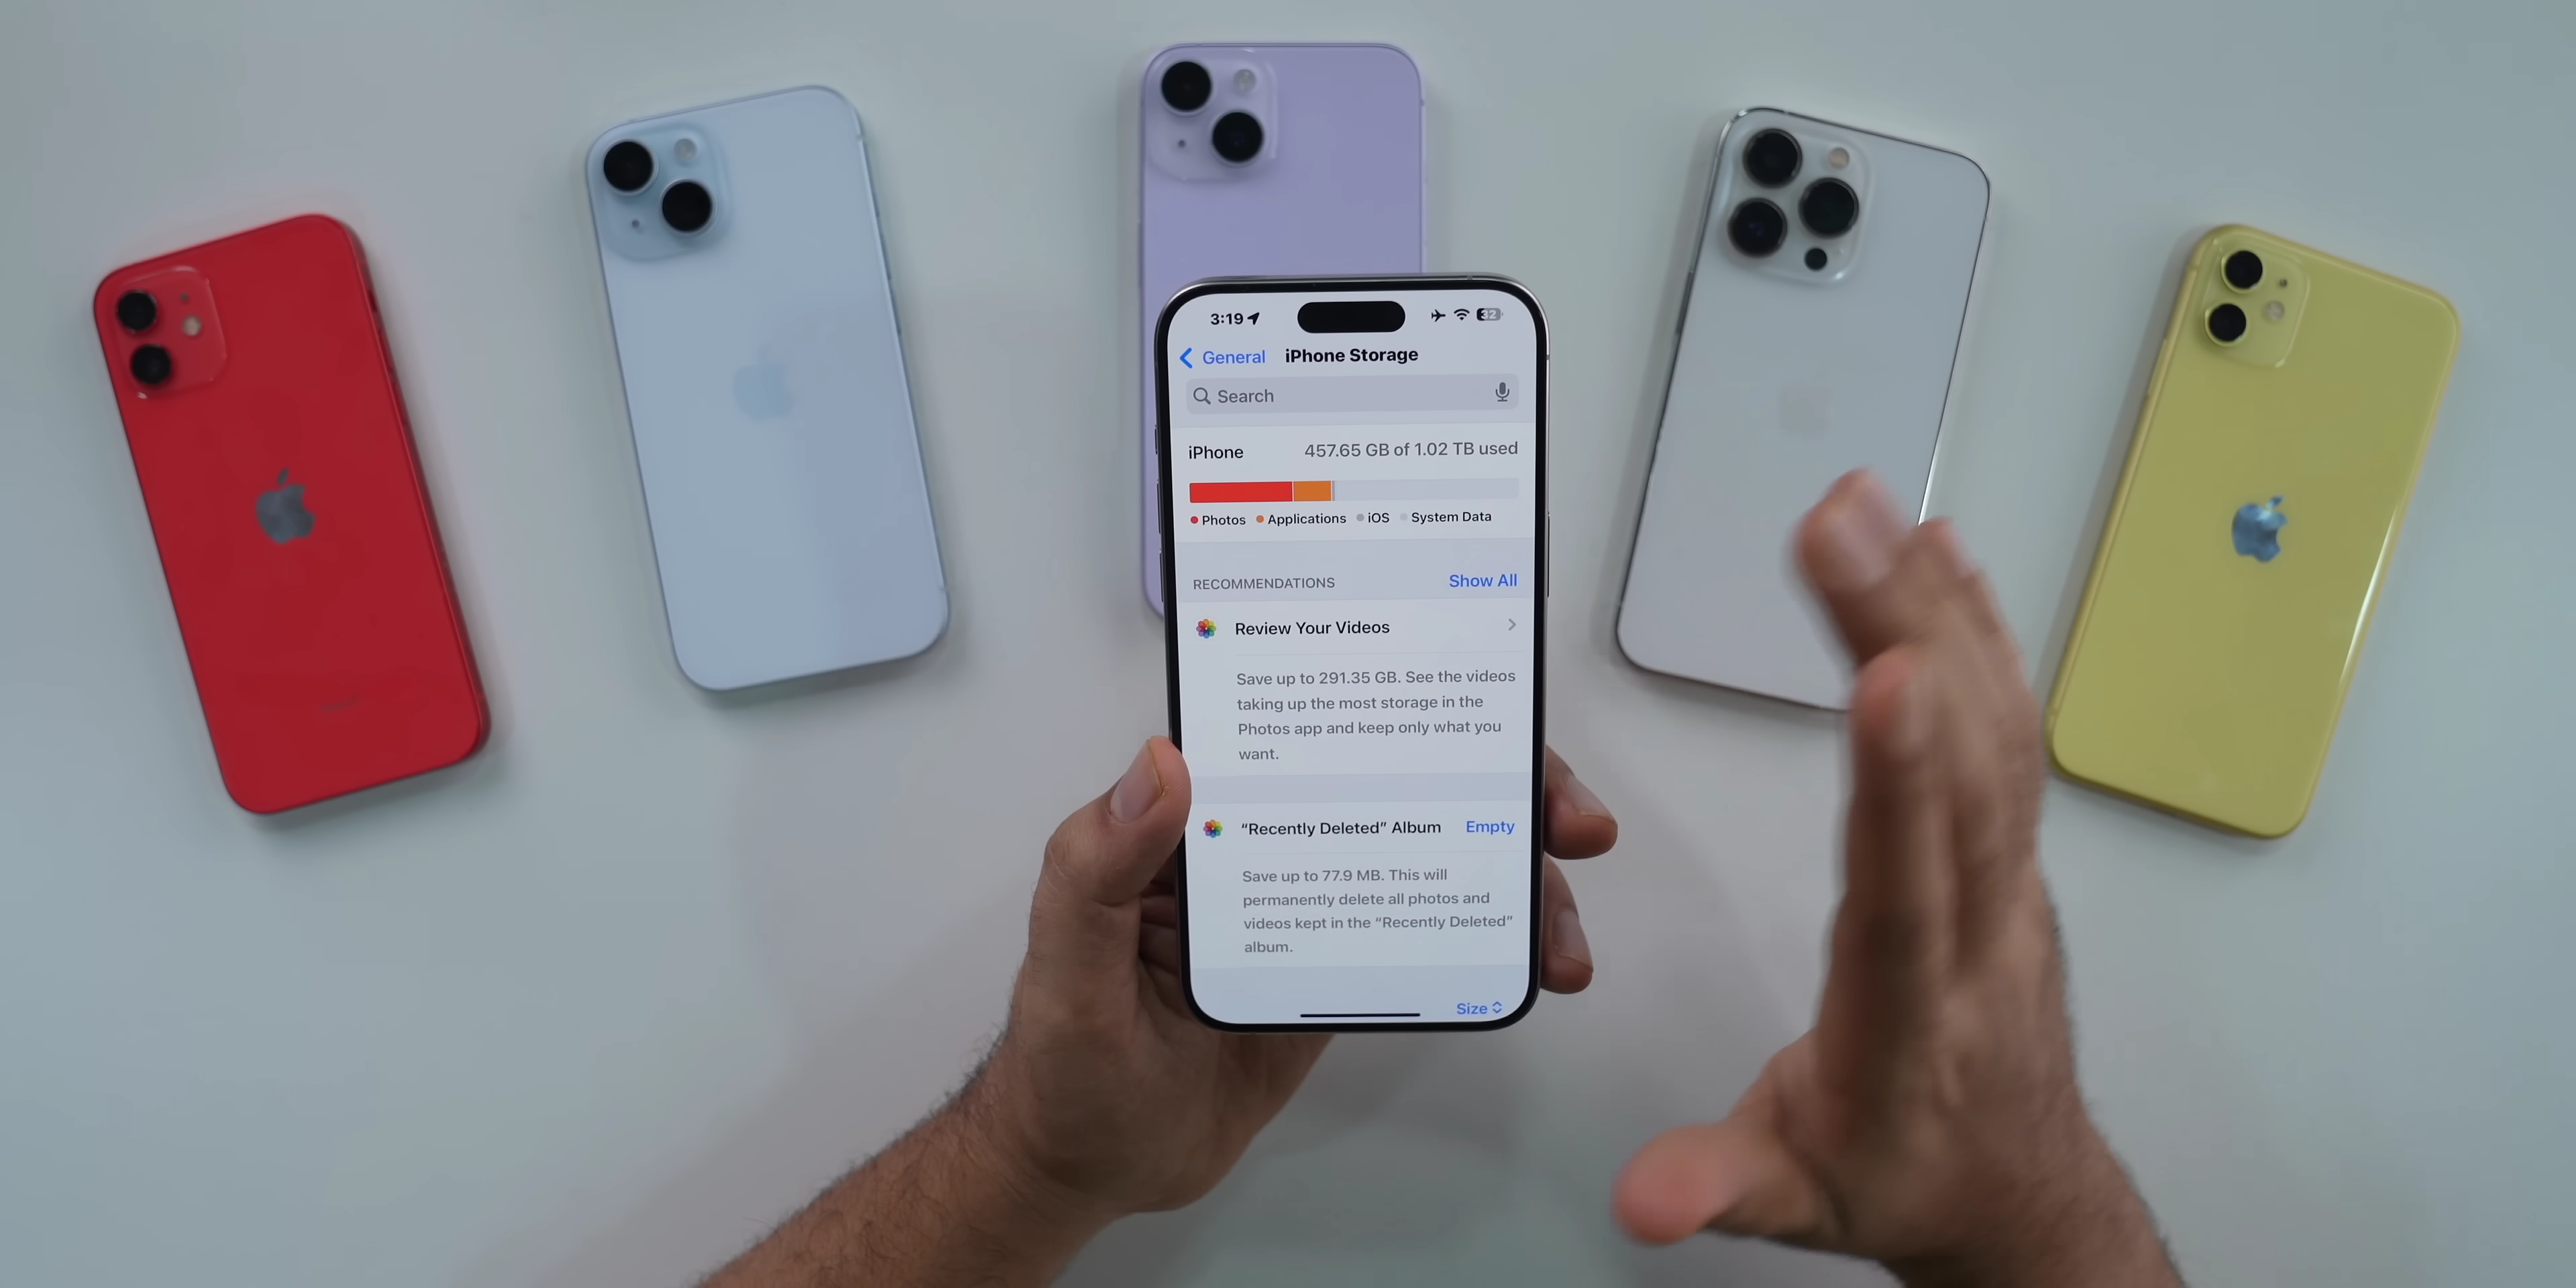 3:19
32
General
iPhone Storage
Search
iPhone
457.65 GB of 1.02 TB used
Photos
Applications
iOS
System Data
RECOMMENDATIONS
Show All
Review Your Videos
Save up to 291.35 GB. See the videos
taking up the most storage in the
Photos app and keep only what you
want.
“Recently Deleted” Album
Empty
Save up to 77.9 MB. This will
permanently delete all photos and
videos kept in the “Recently Deleted”
album.
Size